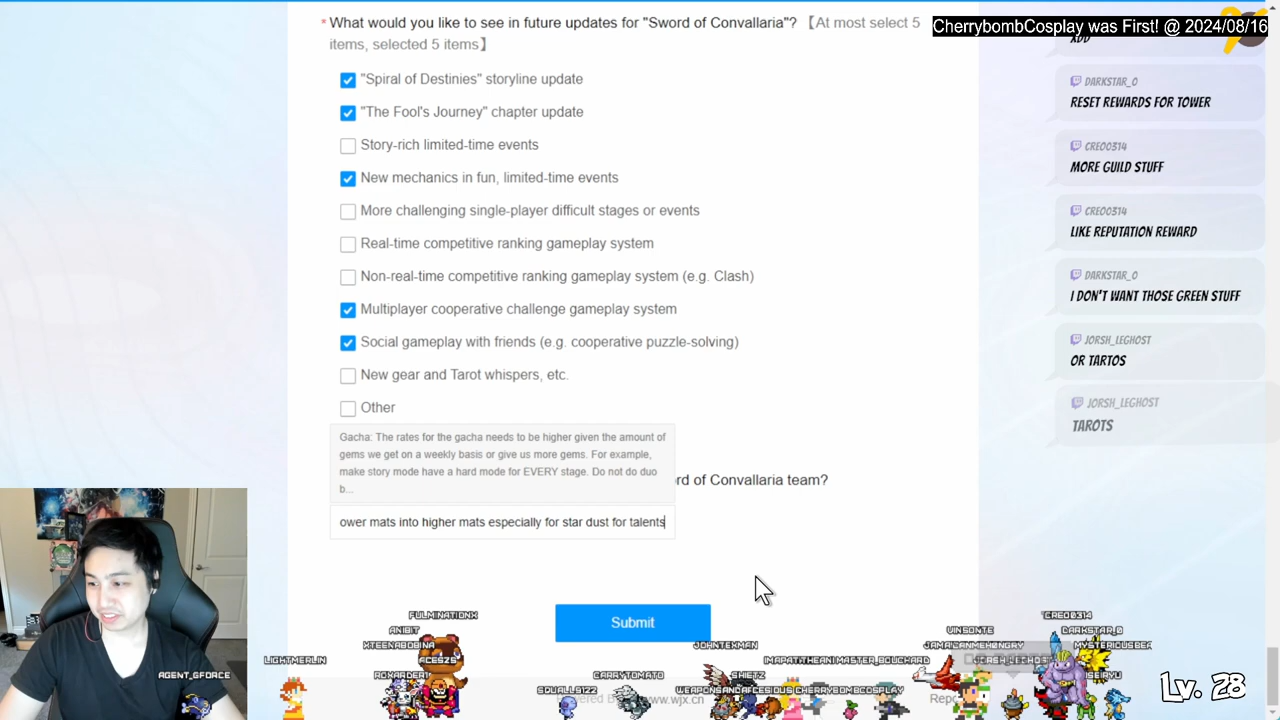 * What would you like to see in future updates for "Sword of Convallaria"? 【At most select 5
items, selected 5 items】
"Spiral of Destinies" storyline update
"The Fool's Journey" chapter update
Story-rich limited-time events
New mechanics in fun, limited-time events
More challenging single-player difficult stages or events
Real-time competitive ranking gameplay system
Non-real-time competitive ranking gameplay system (e.g. Clash)
Multiplayer cooperative challenge gameplay system
Social gameplay with friends (e.g. cooperative puzzle-solving)
New gear and Tarot whispers, etc.
Other
Gacha: The rates for the gacha needs to be higher given the amount of
gems we get on a weekly basis or give us more gems. For example,
make story mode have a hard mode for EVERY stage. Do not do duo
b...
rd of Convallaria team?
ower mats into higher mats especially for star dust for talents
Submit
www.wjx.cn
CherrybombCosplay was First! @ 2024/08/16
XDD
DARKSTAR_0
RESET REWARDS FOR TOWER
CREO0314
MORE GUILD STUFF
CREO0314
LIKE REPUTATION REWARD
DARKSTAR_0
I DON'T WANT THOSE GREEN STUFF
JORSH_LEGHOST
OR TARTOS
JORSH_LEGHOST
TAROTS
FULMINATIONX
ANIBIT
KTEENABOBINA
ACESZS
LIGHTMERLIN
AGENT_GFORCE
SQUALL9122
CARRYTOMATO
JOHNTEXMAN
SHIETZ
CHERRYBOMBCOSPLAY
VINSONTE
CREO0314
DARKSTAR_0
Lv. 28